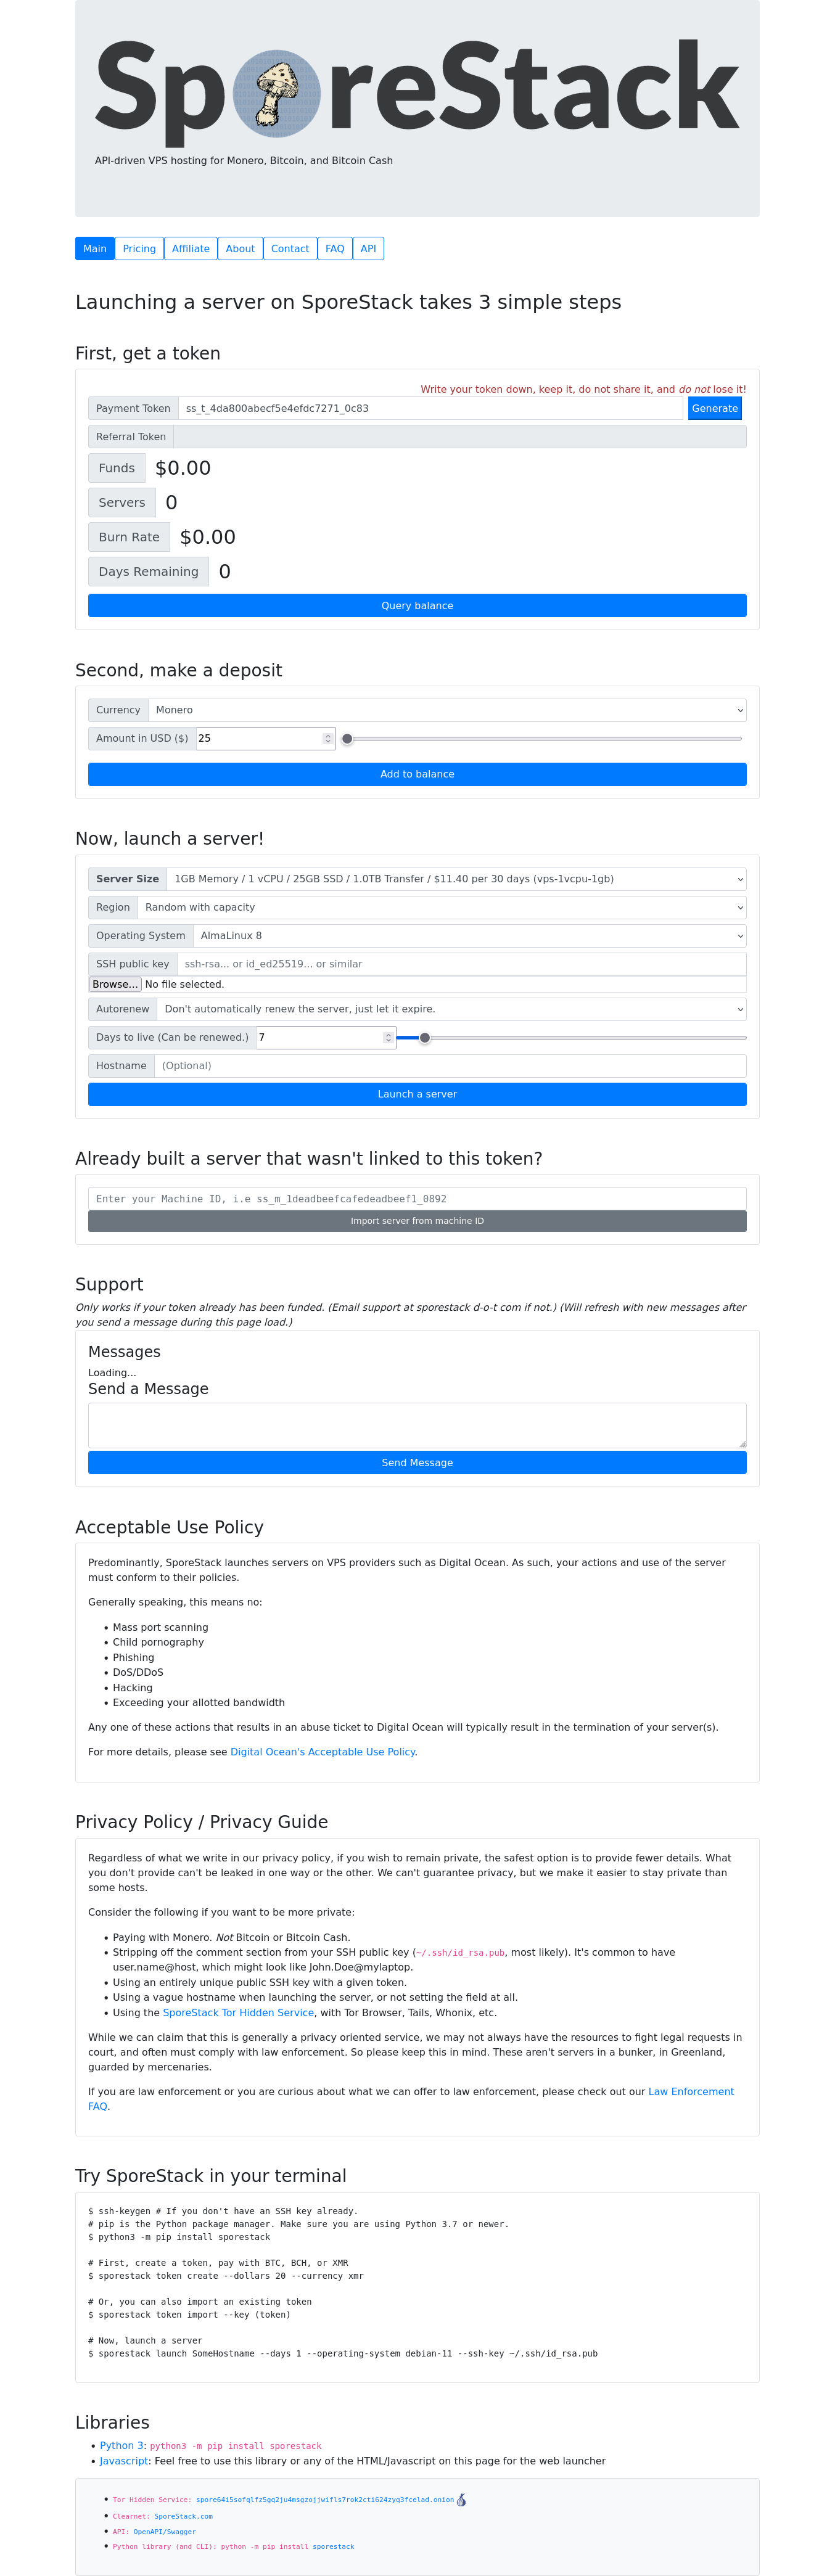 SporeStack
API-driven VPS hosting for Monero, Bitcoin, and Bitcoin Cash
Main Pricing Affiliate About Contact FAQ API
Launching a server on SporeStack takes 3 simple steps
First, get a token
Write your token down, keep it, do not share it, and do not lose it!
Payment Token ss_t_4da800abecf5e4efdc7271_0c83 Generate
Referral Token
Funds $0.00
Servers 0
Burn Rate $0.00
Days Remaining 0
Query balance
Second, make a deposit
Currency Monero
Amount in USD ($) 25
Add to balance
Now, launch a server!
Server Size 1GB Memory / 1 vCPU / 25GB SSD / 1.0TB Transfer / $11.40 per 30 days (vps-1vcpu-1gb)
Region Random with capacity
Operating System AlmaLinux 8
SSH public key ssh-rsa... or id_ed25519... or similar
Browse... No file selected.
Autorenew Don't automatically renew the server, just let it expire.
Days to live (Can be renewed.) 7
Hostname (Optional)
Launch a server
Already built a server that wasn't linked to this token?
Enter your Machine ID, i.e ss_m_1deadbeefcafedeadbeef1_0892
Import server from machine ID
Support
Only works if your token already has been funded. (Email support at sporestack d-o-t com if not.) (Will refresh with new messages after
you send a message during this page load.)
Messages
Loading...
Send a Message
Send Message
Acceptable Use Policy
Predominantly, SporeStack launches servers on VPS providers such as Digital Ocean. As such, your actions and use of the server
must conform to their policies.
Generally speaking, this means no:
• Mass port scanning
• Child pornography
• Phishing
• DoS/DDoS
• Hacking
• Exceeding your allotted bandwidth
Any one of these actions that results in an abuse ticket to Digital Ocean will typically result in the termination of your server(s).
For more details, please see Digital Ocean's Acceptable Use Policy.
Privacy Policy / Privacy Guide
Regardless of what we write in our privacy policy, if you wish to remain private, the safest option is to provide fewer details. What
you don't provide can't be leaked in one way or the other. We can't guarantee privacy, but we make it easier to stay private than
some hosts.
Consider the following if you want to be more private:
• Paying with Monero. Not Bitcoin or Bitcoin Cash.
• Stripping off the comment section from your SSH public key (~/.ssh/id_rsa.pub, most likely). It's common to have
user.name@host, which might look like John.Doe@mylaptop.
• Using an entirely unique public SSH key with a given token.
• Using a vague hostname when launching the server, or not setting the field at all.
• Using the SporeStack Tor Hidden Service, with Tor Browser, Tails, Whonix, etc.
While we can claim that this is generally a privacy oriented service, we may not always have the resources to fight legal requests in
court, and often must comply with law enforcement. So please keep this in mind. These aren't servers in a bunker, in Greenland,
guarded by mercenaries.
If you are law enforcement or you are curious about what we can offer to law enforcement, please check out our Law Enforcement
FAQ.
Try SporeStack in your terminal
$ ssh-keygen # If you don't have an SSH key already.
# pip is the Python package manager. Make sure you are using Python 3.7 or newer.
$ python3 -m pip install sporestack
# First, create a token, pay with BTC, BCH, or XMR
$ sporestack token create --dollars 20 --currency xmr
# Or, you can also import an existing token
$ sporestack token import --key (token)
# Now, launch a server
$ sporestack launch SomeHostname --days 1 --operating-system debian-11 --ssh-key ~/.ssh/id_rsa.pub
Libraries
• Python 3: python3 -m pip install sporestack
• Javascript: Feel free to use this library or any of the HTML/Javascript on this page for the web launcher
• Tor Hidden Service: spore64i5sofqlfz5gq2ju4msgzojjwifls7rok2cti624zyq3fcelad.onion
• Clearnet: SporeStack.com
• API: OpenAPI/Swagger
• Python library (and CLI): python -m pip install sporestack